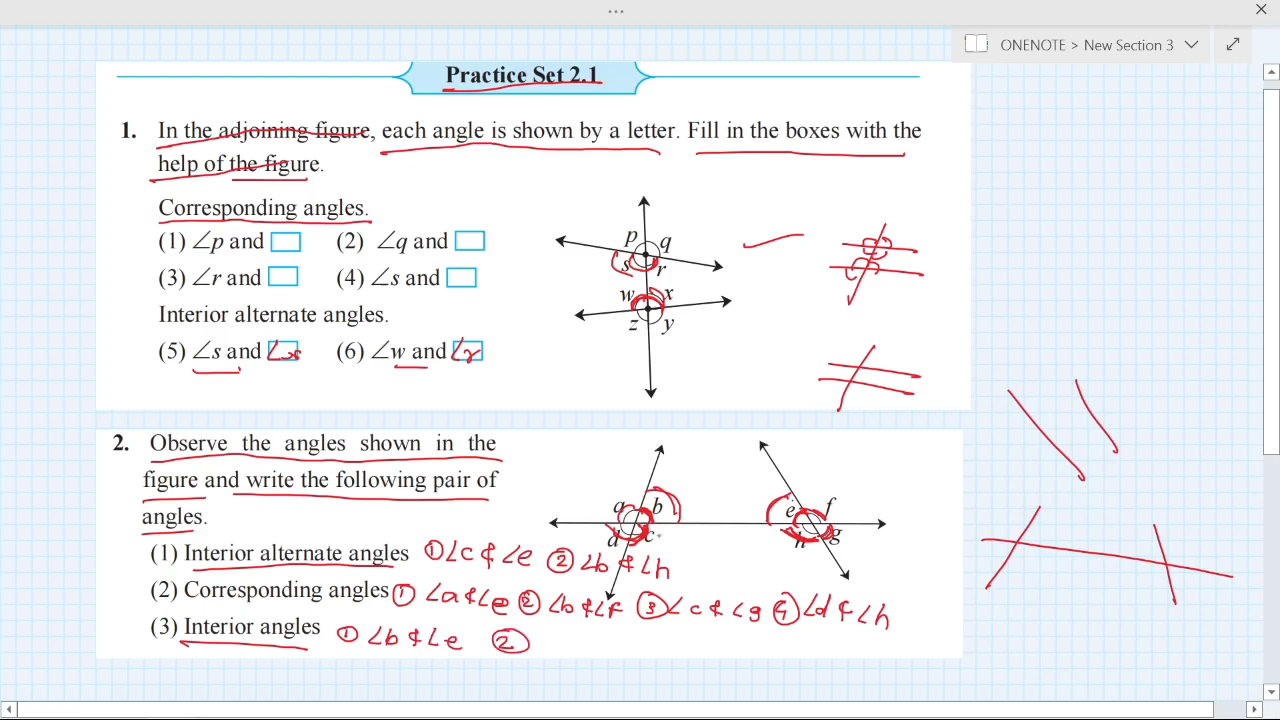 ONENOTE > New Section 3
Practice Set 2.1
1. In the adjoining figure, each angle is shown by a letter. Fill in the boxes with the
help of the figure.
Corresponding angles.
(1) ∠p and (2) ∠q and
(3) ∠r and (4) ∠s and
Interior alternate angles.
(5) ∠s and ∠x (6) ∠w and ∠r
p q
s r
w x
z y
2. Observe the angles shown in the
figure and write the following pair of
angles.
(1) Interior alternate angles ① ∠c & ∠e ② ∠b & ∠h
(2) Corresponding angles ① ∠a & ∠e ② ∠b & ∠f ③ ∠c & ∠g ④ ∠d & ∠h
(3) Interior angles ① ∠b & ∠e ②
a b e f
d c h g